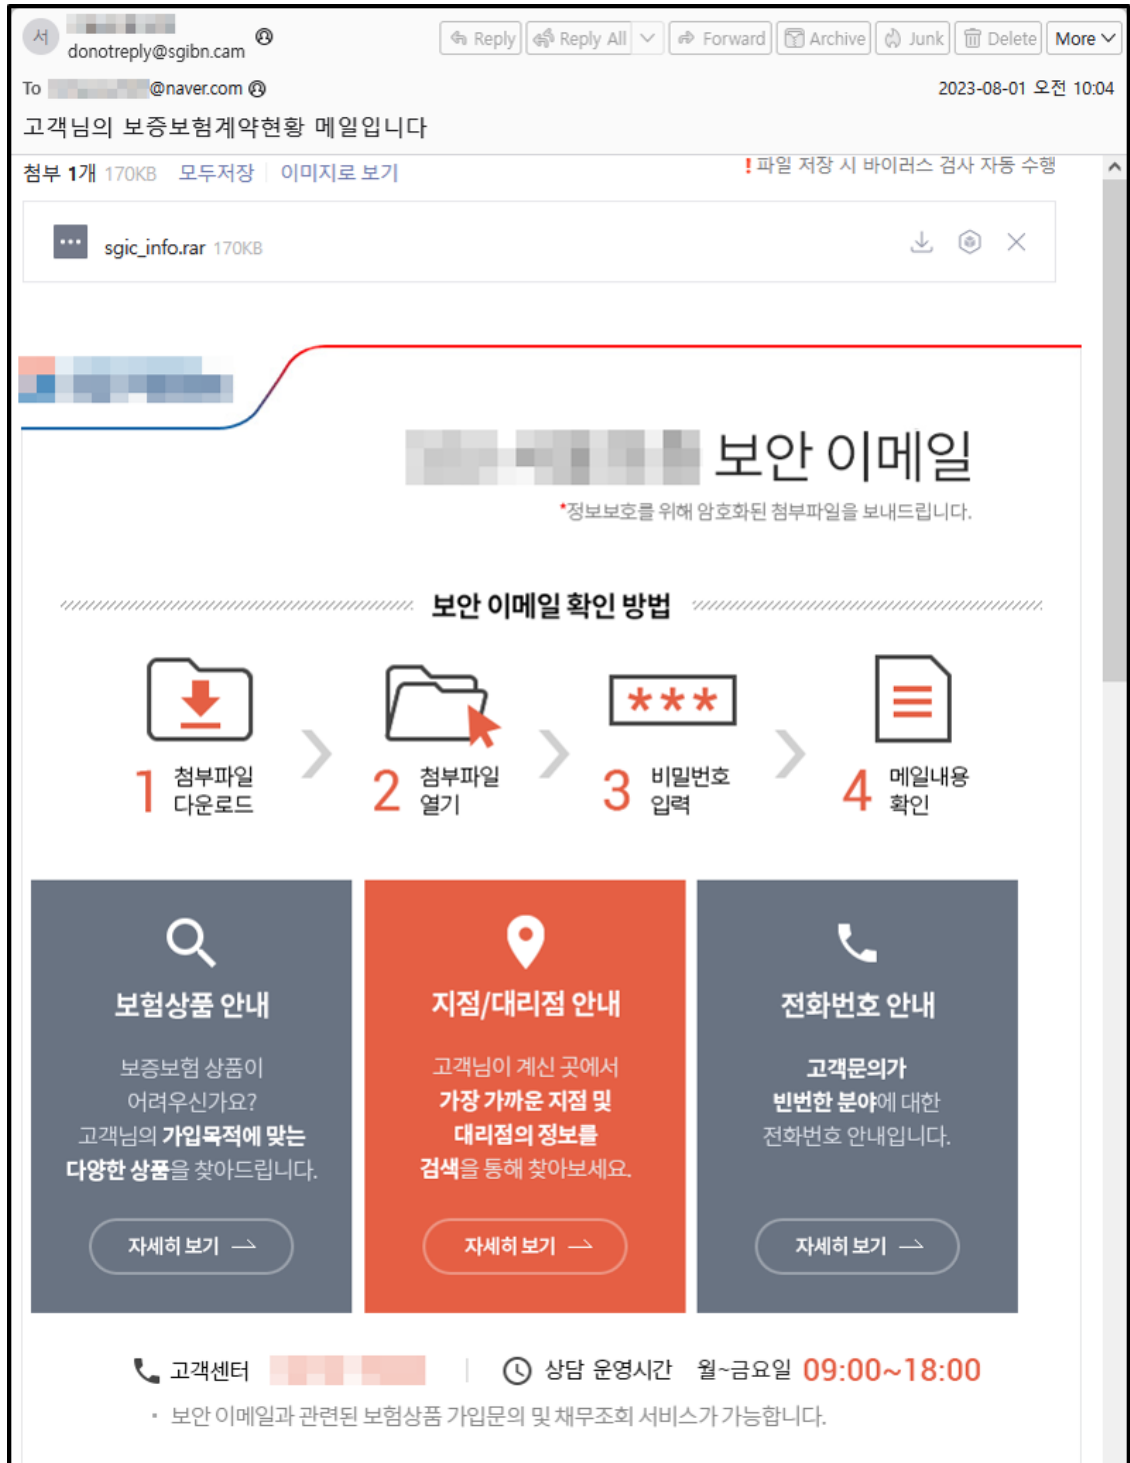 서
donotreply@sgibn.cam
Reply Reply All Forward Archive Junk Delete More
To @naver.com 2023-08-01 오전 10:04
고객님의 보증보험계약현황 메일입니다
첨부 1개 170KB 모두저장 이미지로 보기 !파일 저장 시 바이러스 검사 자동 수행
sgic_info.rar 170KB
보안 이메일
*정보보호를 위해 암호화된 첨부파일을 보내드립니다.
보안 이메일 확인 방법
***
1 첨부파일
다운로드
2 첨부파일
열기
3 비밀번호
입력
4 메일내용
확인
보험상품 안내
보증보험 상품이
어려우신가요?
고객님의 가입목적에 맞는
다양한 상품을 찾아드립니다.
자세히 보기
지점/대리점 안내
고객님이 계신 곳에서
가장 가까운 지점 및
대리점의 정보를
검색을 통해 찾아보세요.
자세히 보기
전화번호 안내
고객문의가
빈번한 분야에 대한
전화번호 안내입니다.
자세히 보기
고객센터 상담 운영시간 월~금요일 09:00~18:00
· 보안 이메일과 관련된 보험상품 가입문의 및 채무조회 서비스가 가능합니다.